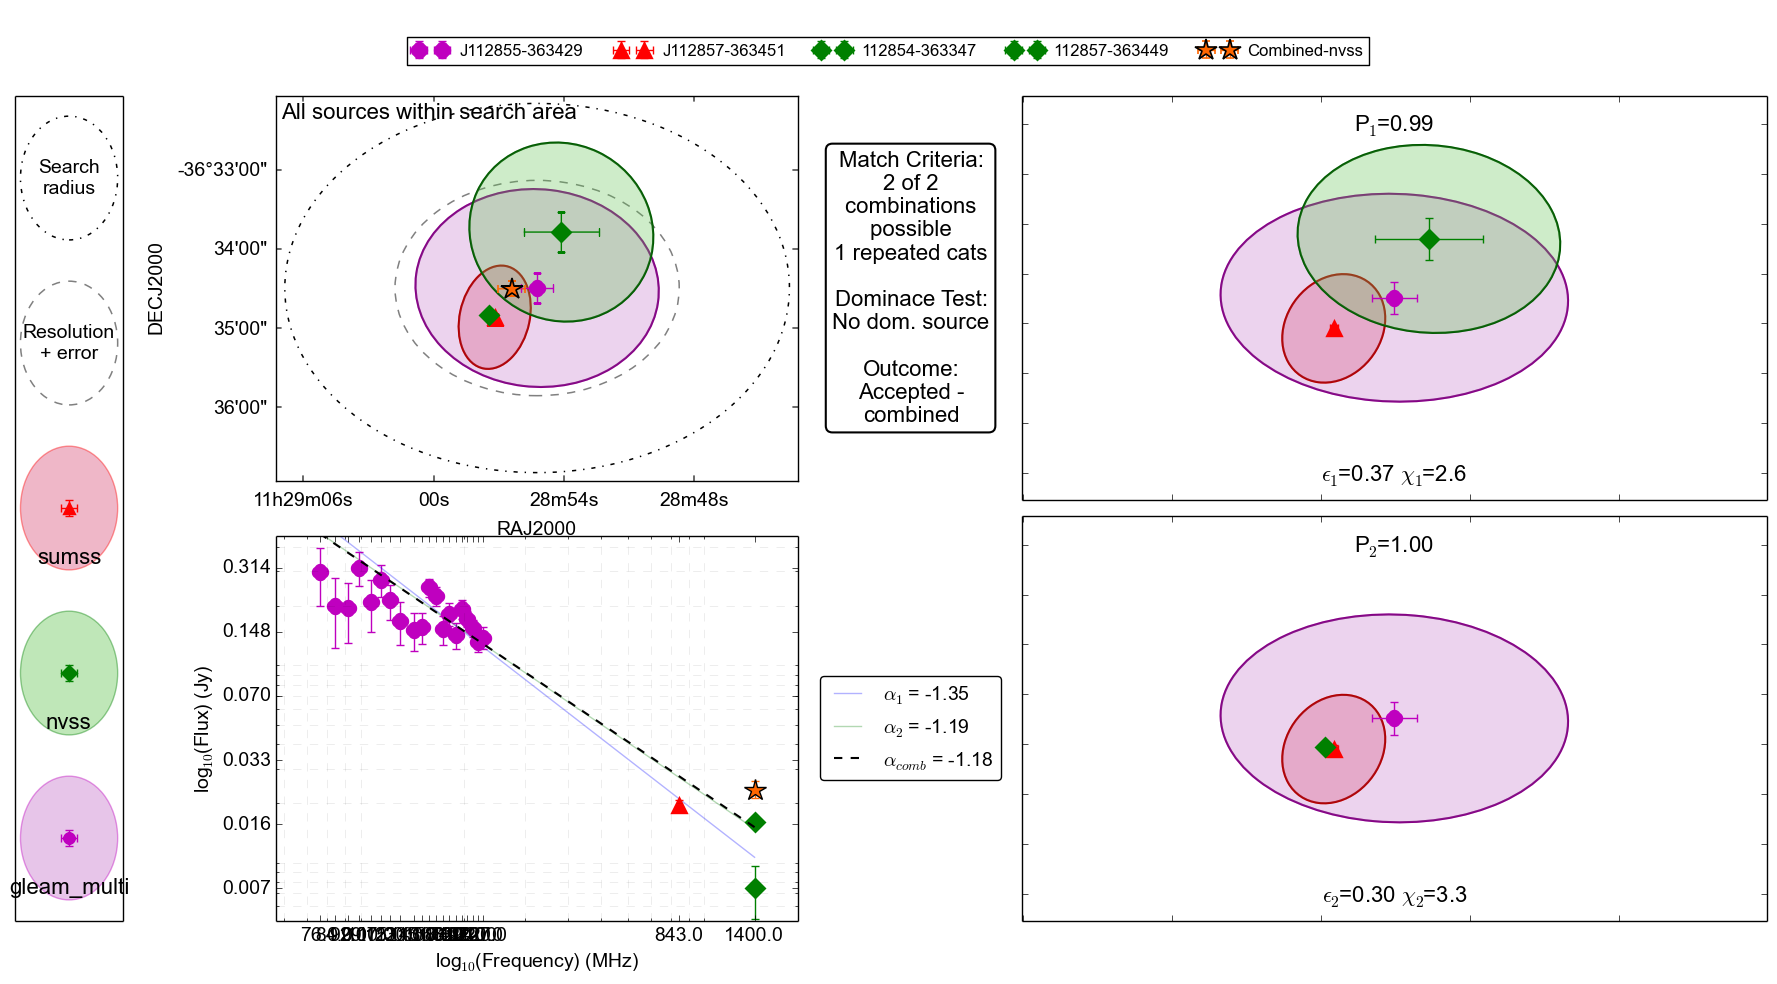 J112855-363429 J112857-363451 112854-363347 112857-363449 Combined-nvss
Search
radius
Resolution
+ error
sumss
nvss
gleam_multi
All sources within search area
DECJ2000
-36°33'00"
34'00"
35'00"
36'00"
11h29m06s 00s 28m54s 28m48s
RAJ2000
Match Criteria:
2 of 2
combinations
possible
1 repeated cats
Dominace Test:
No dom. source
Outcome:
Accepted -
combined
P1=0.99
ϵ1=0.37 χ1=2.6
log10(Flux) (Jy)
0.314
0.148
0.070
0.033
0.016
0.007
843.0 1400.0
log10(Frequency) (MHz)
α1 = -1.35
α2 = -1.19
αcomb = -1.18
P2=1.00
ϵ2=0.30 χ2=3.3